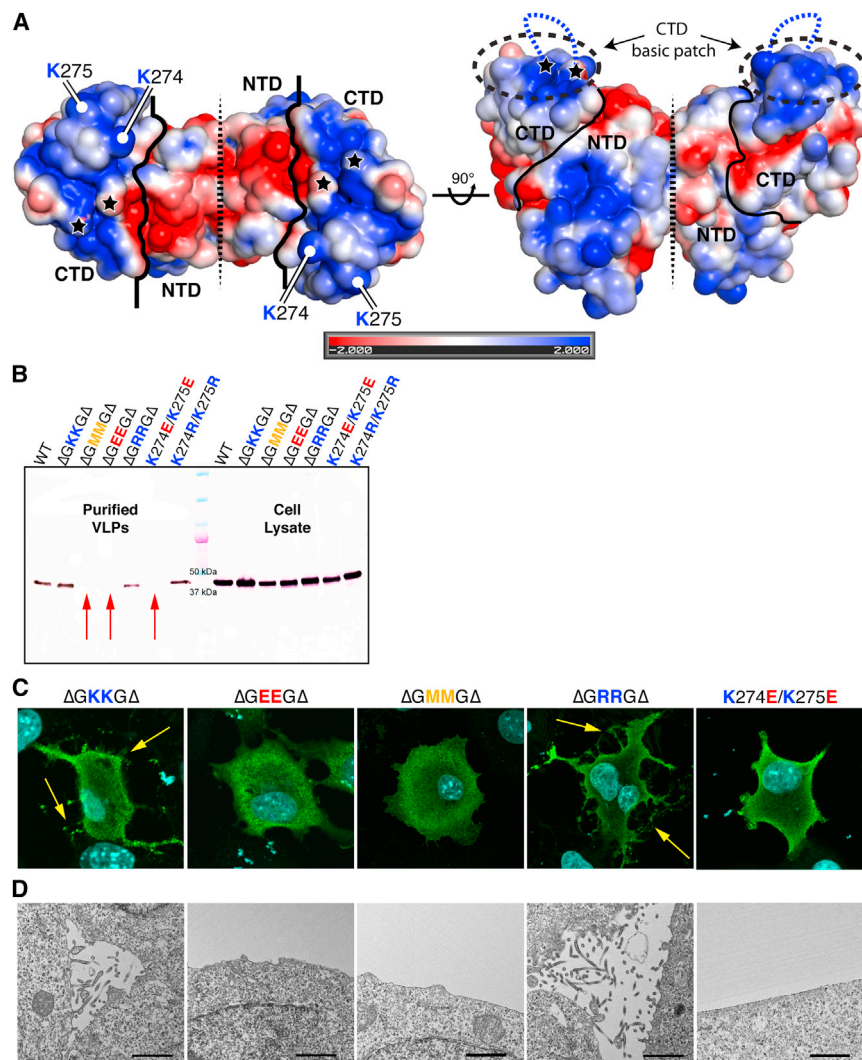 A
K275
K274
NTD
CTD
CTD
NTD
K274
K275
90°
CTD
basic patch
CTD
NTD
CTD
NTD
-2.000
2.000
B
WT
ΔGKKGΔ
ΔGMMGΔ
ΔGEEGΔ
ΔGRRGΔ
K274E/K275E
K274R/K275R
WT
ΔGKKGΔ
ΔGMMGΔ
ΔGEEGΔ
ΔGRRGΔ
K274E/K275E
K274R/K275R
Purified
VLPs
Cell
Lysate
50 kDa
37 kDa
C
ΔGKKGΔ
ΔGEEGΔ
ΔGMMGΔ
ΔGRRGΔ
K274E/K275E
D